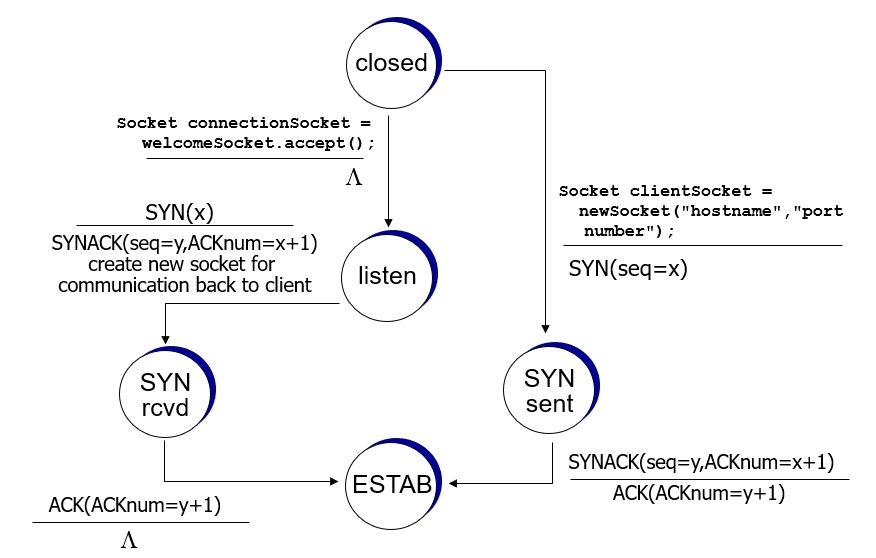 closed
Socket connectionSocket =
welcomeSocket.accept();
Λ
Socket clientSocket =
newSocket("hostname","port
number");
SYN(seq=x)
SYN(x)
SYNACK(seq=y,ACKnum=x+1)
create new socket for
communication back to client
listen
SYN
rcvd
SYN
sent
ESTAB
SYNACK(seq=y,ACKnum=x+1)
ACK(ACKnum=y+1)
ACK(ACKnum=y+1)
Λ